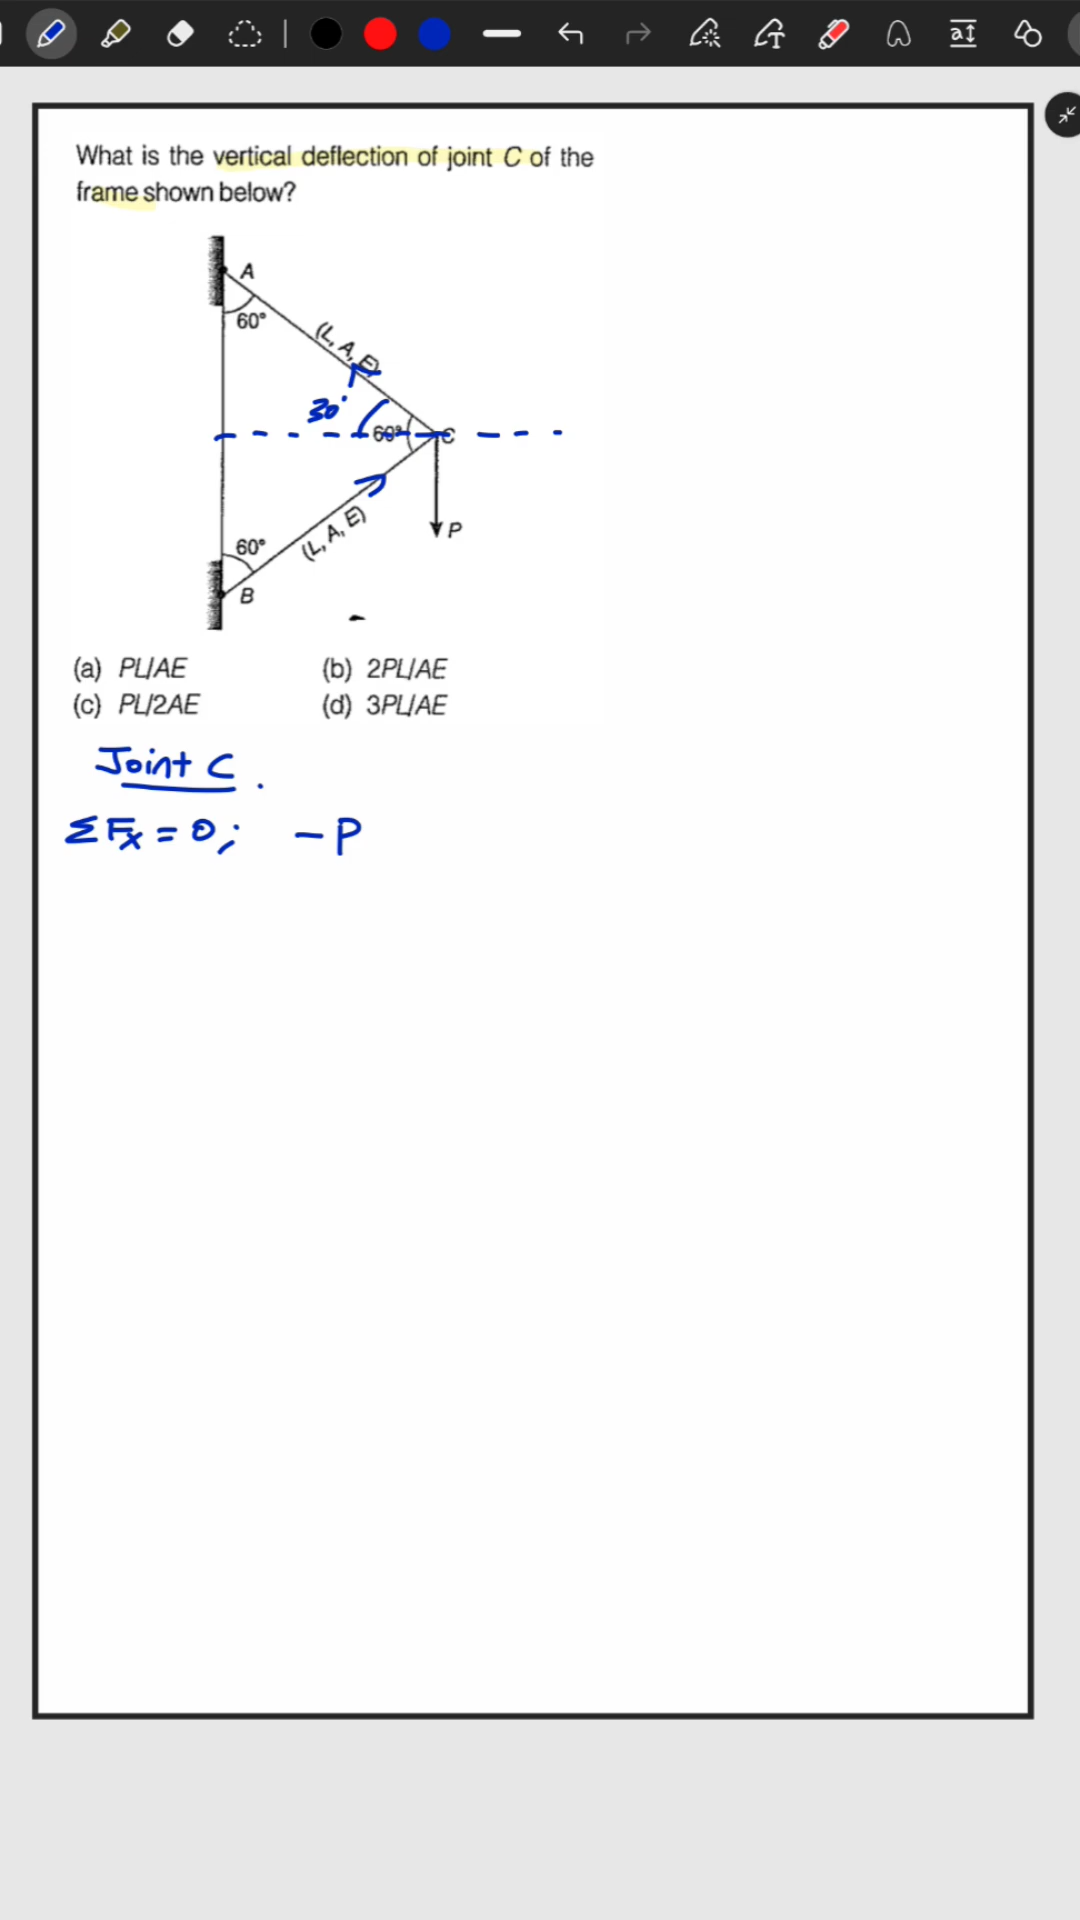 What is the vertical deflection of joint C of the
frame shown below?
A
60°
(L, A, E)
30°
60°
C
P
(L, A, E)
60°
B
(a) PL/AE
(b) 2PL/AE
(c) PL/2AE
(d) 3PL/AE
Joint C
ΣFx = 0; -P